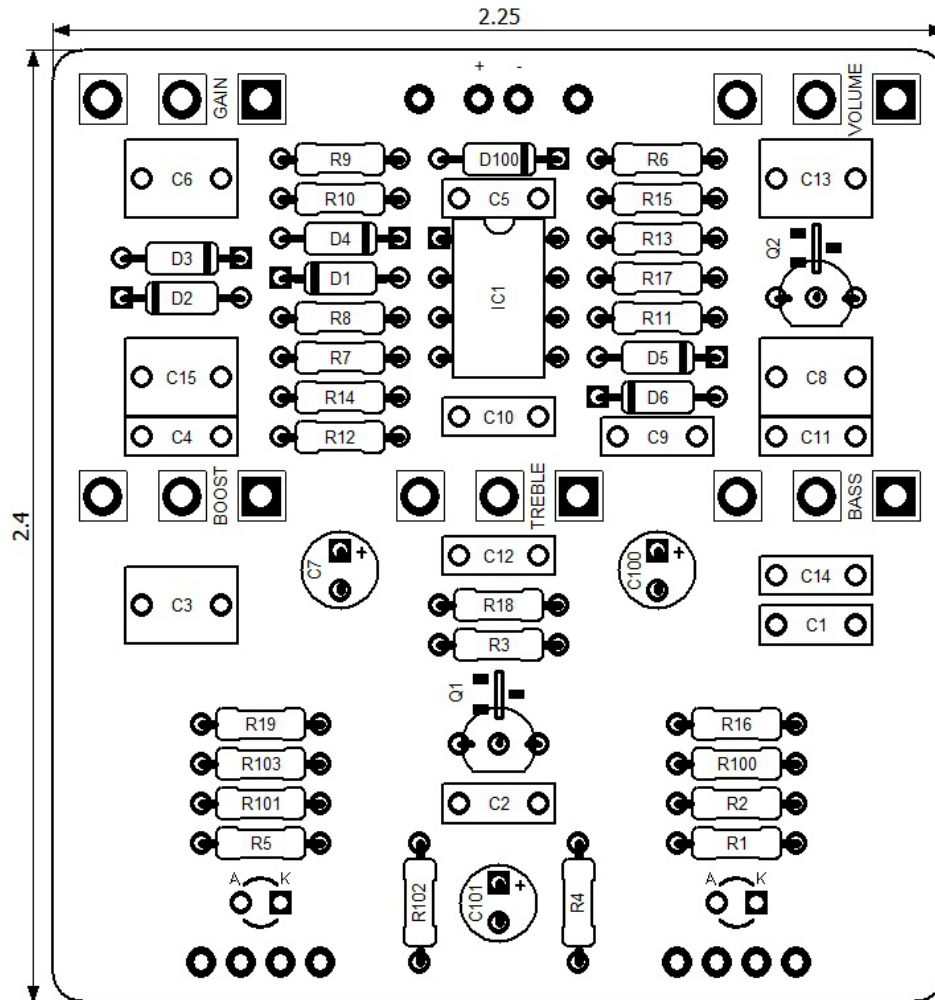 2.25
+ -
GAIN
VOLUME
R9
D100
R6
C6
R10
C5
R15
C13
D4
R13
Q2
D3
D1
R17
D2
IC1
R8
R11
R7
D5
C15
C8
R14
D6
C4
R12
C10
C9
C11
BOOST
TREBLE
BASS
2.4
C7
+
C12
C100
+
C14
C3
R18
C1
R3
Q1
R19
R16
R103
R100
R101
C2
R2
R5
R1
A K
R102
C101
+
R4
A K